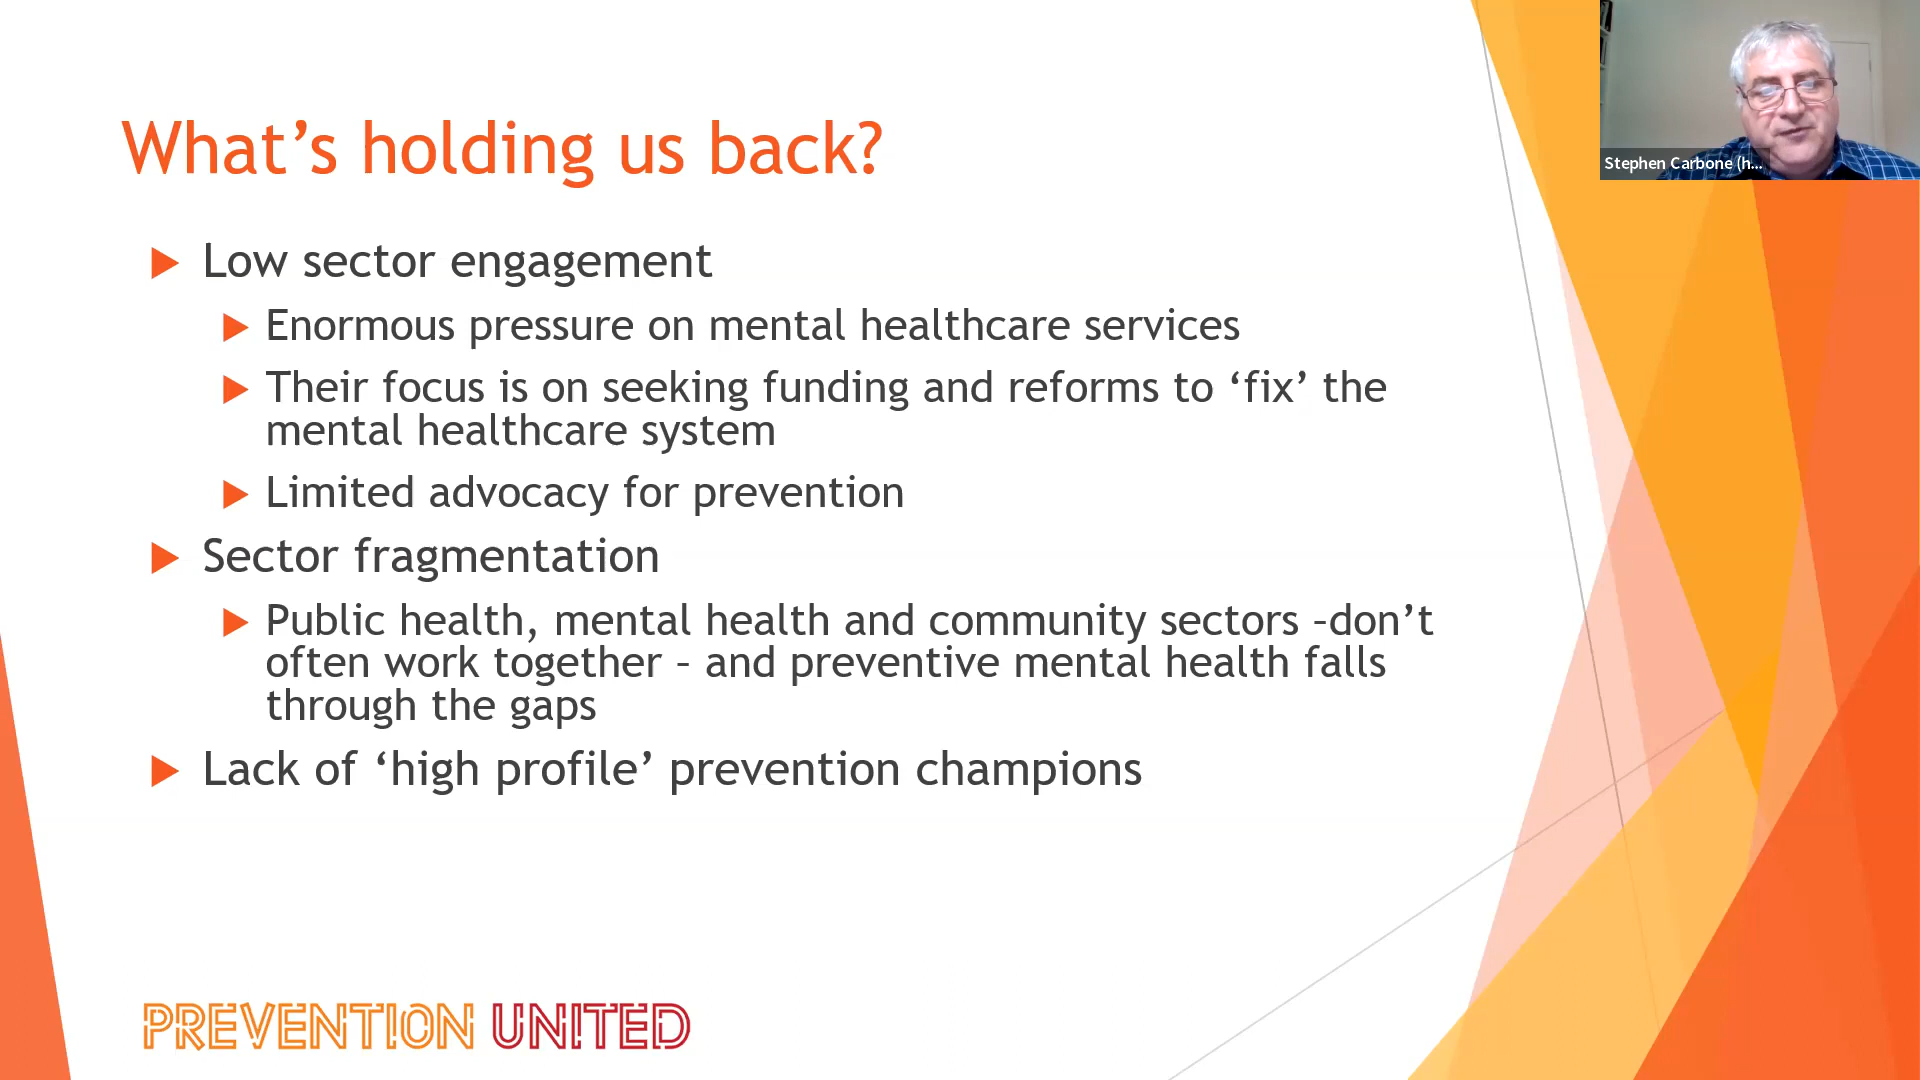 What’s holding us back?
Low sector engagement
Enormous pressure on mental healthcare services
Their focus is on seeking funding and reforms to ‘fix’ the
mental healthcare system
Limited advocacy for prevention
Sector fragmentation
Public health, mental health and community sectors –don’t
often work together – and preventive mental health falls
through the gaps
Lack of ‘high profile’ prevention champions
PREVENTION UNITED
Stephen Carbone (h...